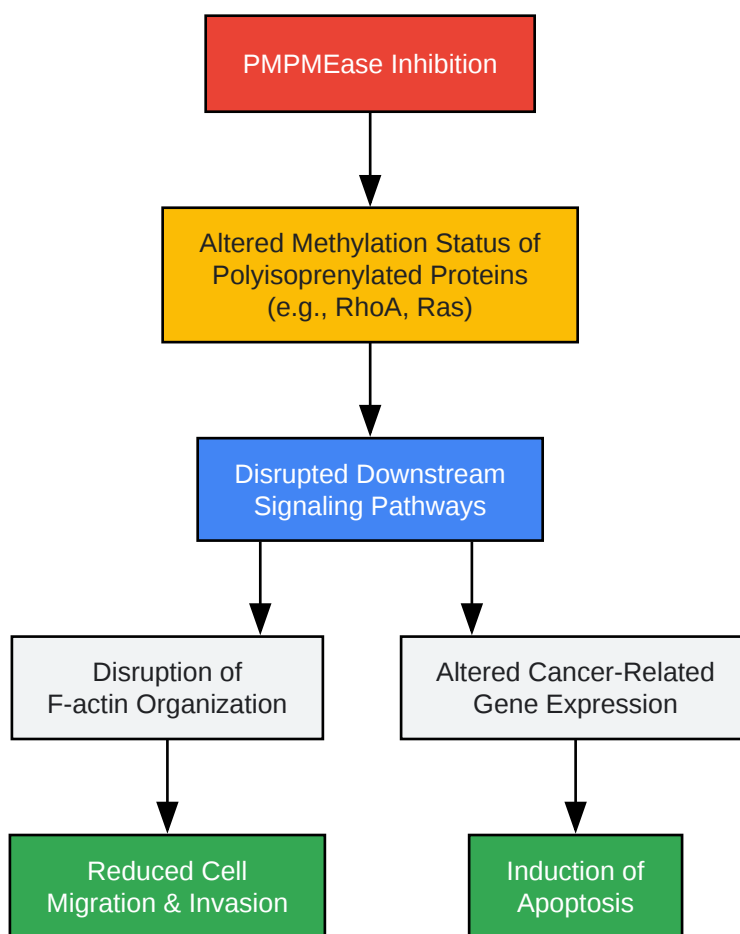 PMPMEase Inhibition
Altered Methylation Status of
Polyisoprenylated Proteins
(e.g., RhoA, Ras)
Disrupted Downstream
Signaling Pathways
Disruption of
F-actin Organization
Altered Cancer-Related
Gene Expression
Reduced Cell
Migration & Invasion
Induction of
Apoptosis